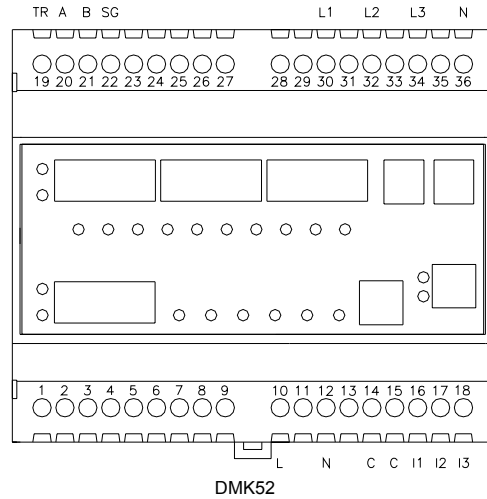 TR A B SG L1 L2 L3 N
19 20 21 22 23 24 25 26 27 28 29 30 31 32 33 34 35 36
1 2 3 4 5 6 7 8 9 10 11 12 13 14 15 16 17 18
L N C C I1 I2 I3
DMK52